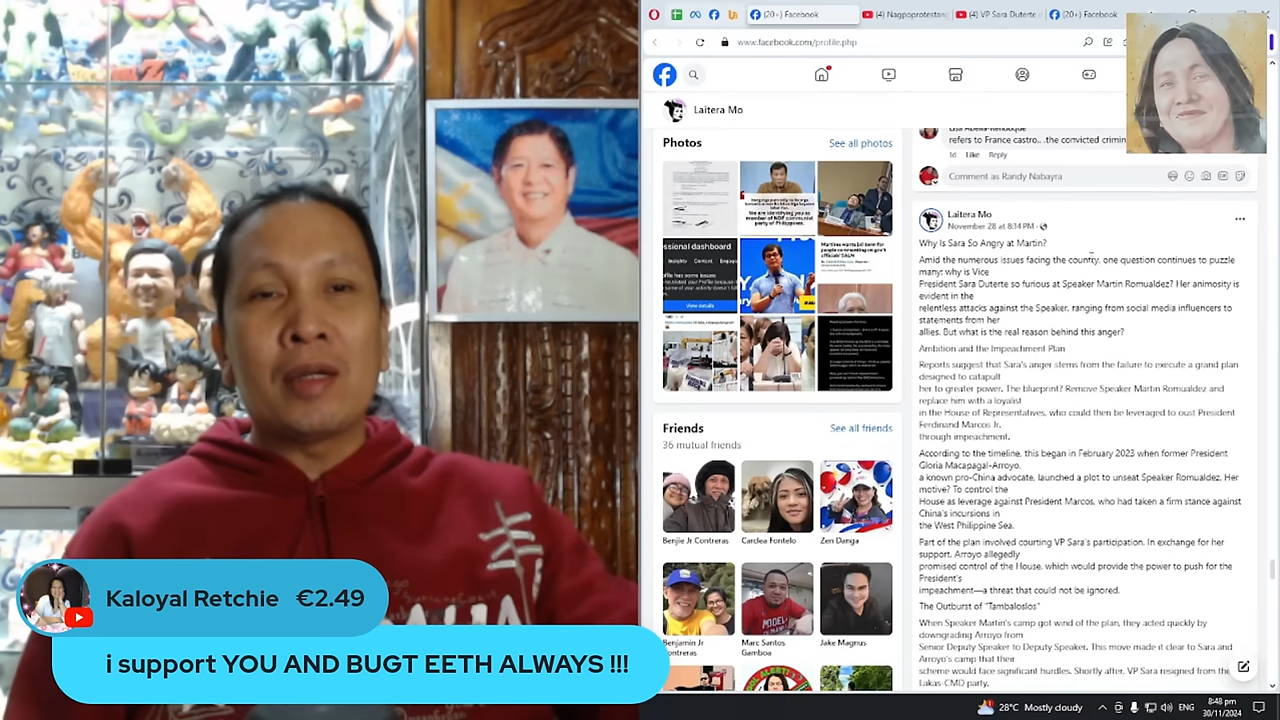 (20+) Facebook
(4) Nagpoprotestang
(4) VP Sara Duterte
(20+) Facebook
www.facebook.com/profile.php
Laitera Mo
Photos
See all photos
refers to France castro....the convicted crimin
1d Like Reply
Comment as Randy Nabayra
Friends
See all friends
36 mutual friends
Benjie Jr Contreras
Carclea Fontelo
Zen Danga
Benjamin Jr
Contreras
Marc Santos
Gamboa
Jake Magnus
Laitera Mo
November 28 at 8:14 PM
Why Is Sara So Angry at Martin?
Amid the numerous issues facing the country, one question continues to puzzle
many: why is Vice
President Sara Duterte so furious at Speaker Martin Romualdez? Her animosity is
evident in the
relentless attacks against the Speaker, ranging from social media influencers to
statements from her
allies. But what is the real reason behind this anger?
Ambition and the Impeachment Plan
Reports suggest that Sara's anger stems from her failure to execute a grand plan
designed to catapult
her to greater power. The blueprint? Remove Speaker Martin Romualdez and
replace him with a loyalist
in the House of Representatives, who could then be leveraged to oust President
Ferdinand Marcos Jr.
through impeachment.
According to the timeline, this began in February 2023 when former President
Gloria Macapagal-Arroyo,
a known pro-China advocate, launched a plot to unseat Speaker Romualdez. Her
motive? To control the
House as leverage against President Marcos, who had taken a firm stance against
China's incursions in
the West Philippine Sea.
Part of the plan involved courting VP Sara's participation. In exchange for her
support, Arroyo allegedly
promised control of the House, which would provide the power to push for the
President's
impeachment—a threat that could not be ignored.
The Outburst of "Tambaloslos"
When Speaker Martin's camp got wind of the plan, they acted quickly by
downgrading Arroyo from
Senior Deputy Speaker to Deputy Speaker. This move made it clear to Sara and
Arroyo's camp that their
scheme would face significant hurdles. Shortly after, VP Sara resigned from the
Lakas-CMD party,
Kaloyal Retchie €2.49
i support YOU AND BUGT EETH ALWAYS !!!
28°C Mostly cloudy
ENG
8:48 pm
30/11/2024